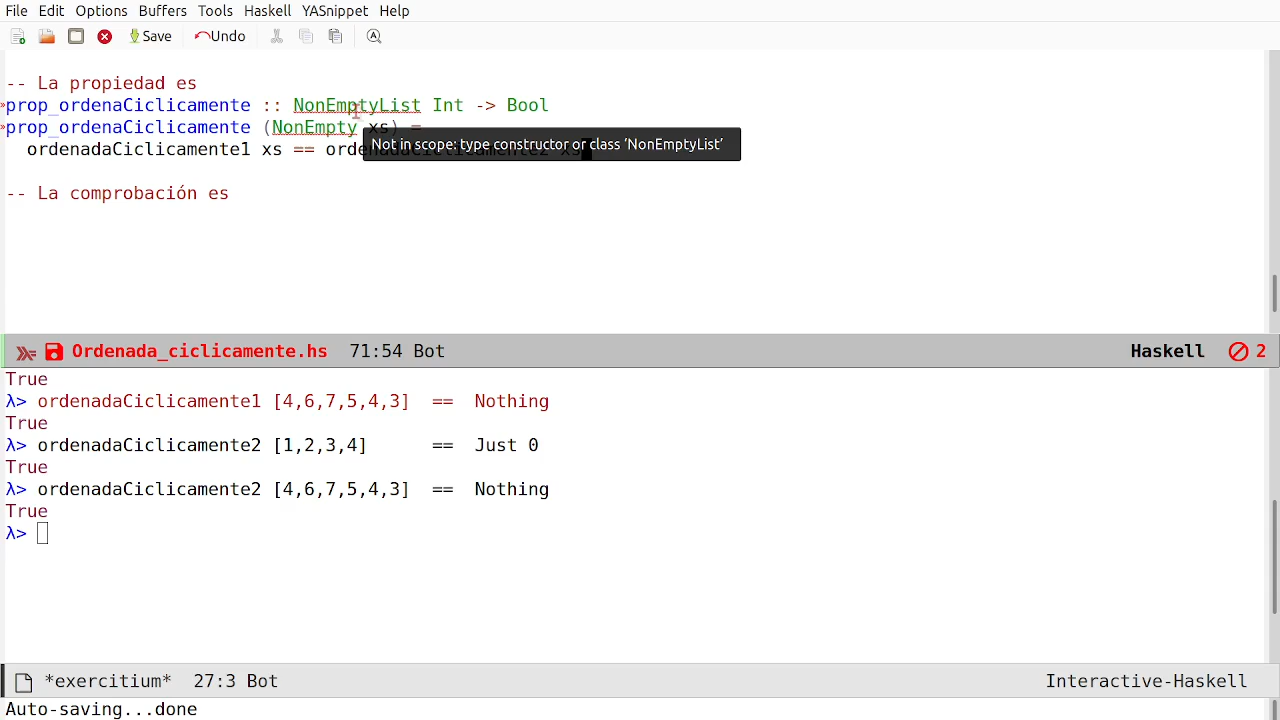 File Edit Options Buffers Tools Haskell YASnippet Help
Save Undo
-- La propiedad es
prop_ordenaCiclicamente :: NonEmptyList Int -> Bool
prop_ordenaCiclicamente (NonEmpty xs) =
Not in scope: type constructor or class ‘NonEmptyList’
ordenadaCiclicamente1 xs == ordenadaCiclicamente2 xs
-- La comprobación es
Ordenada_ciclicamente.hs 71:54 Bot Haskell 2
True
λ> ordenadaCiclicamente1 [4,6,7,5,4,3] == Nothing
True
λ> ordenadaCiclicamente2 [1,2,3,4] == Just 0
True
λ> ordenadaCiclicamente2 [4,6,7,5,4,3] == Nothing
True
λ>
*exercitium* 27:3 Bot Interactive-Haskell
Auto-saving...done